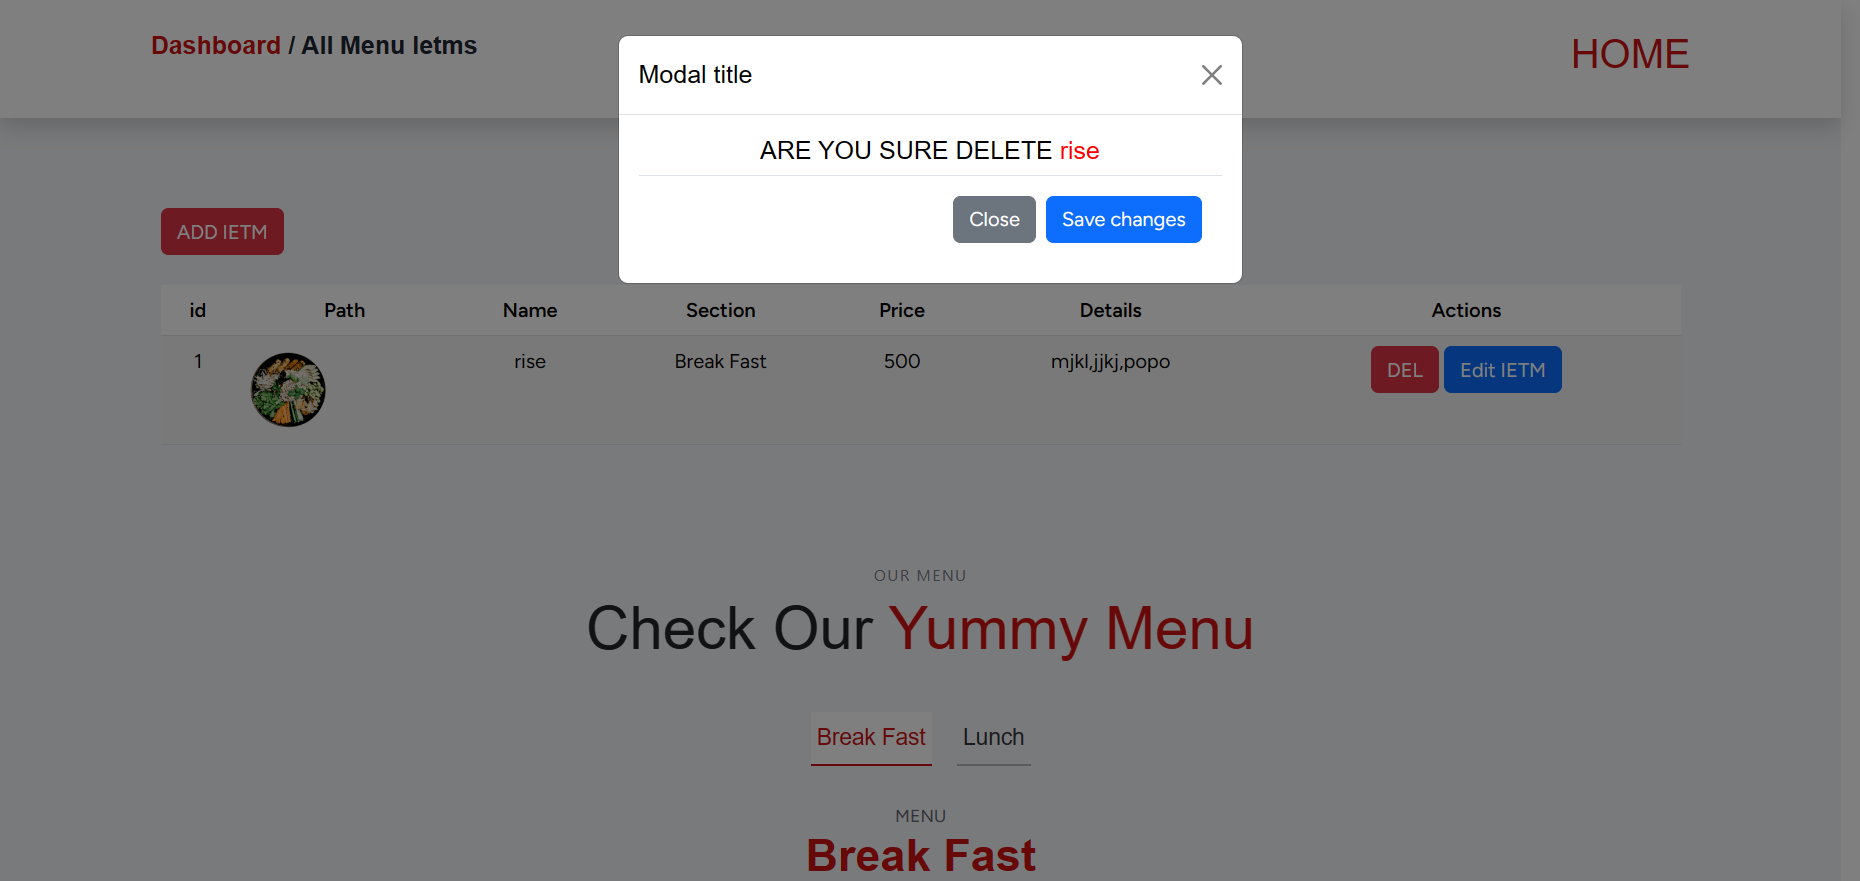 Dashboard / All Menu Ietms
HOME
Modal title
ARE YOU SURE DELETE rise
Close Save changes
ADD IETM
id Path Name Section Price Details Actions
1 rise Break Fast 500 mjkl,jjkj,popo DEL Edit IETM
OUR MENU
Check Our Yummy Menu
Break Fast Lunch
MENU
Break Fast